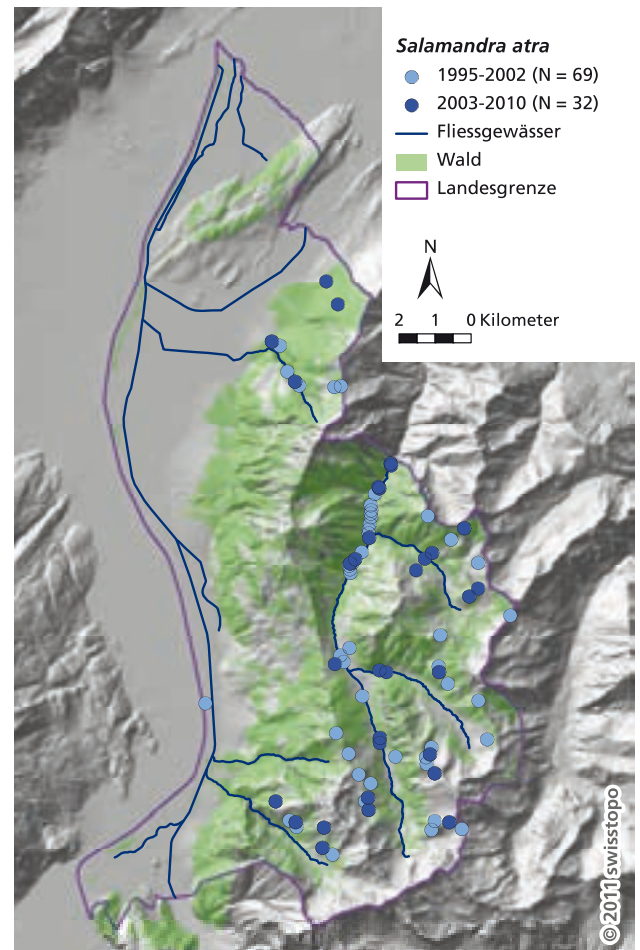 Salamandra atra
1995-2002 (N = 69)
2003-2010 (N = 32)
Fliessgewässer
Wald
Landesgrenze
N
2 1 0 Kilometer
© 2011 swisstopo